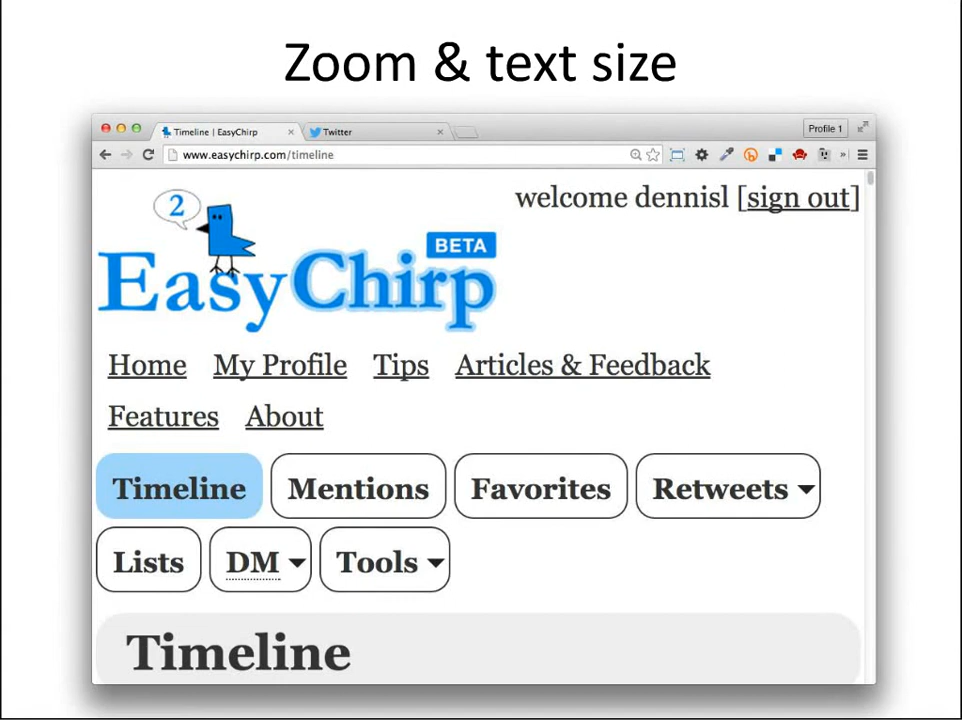 Zoom & text size
Timeline | EasyChirp × Twitter × Profile 1
www.easychirp.com/timeline
welcome dennisl [sign out]
2
BETA
EasyChirp
Home My Profile Tips Articles & Feedback
Features About
Timeline Mentions Favorites Retweets
Lists DM Tools
Timeline